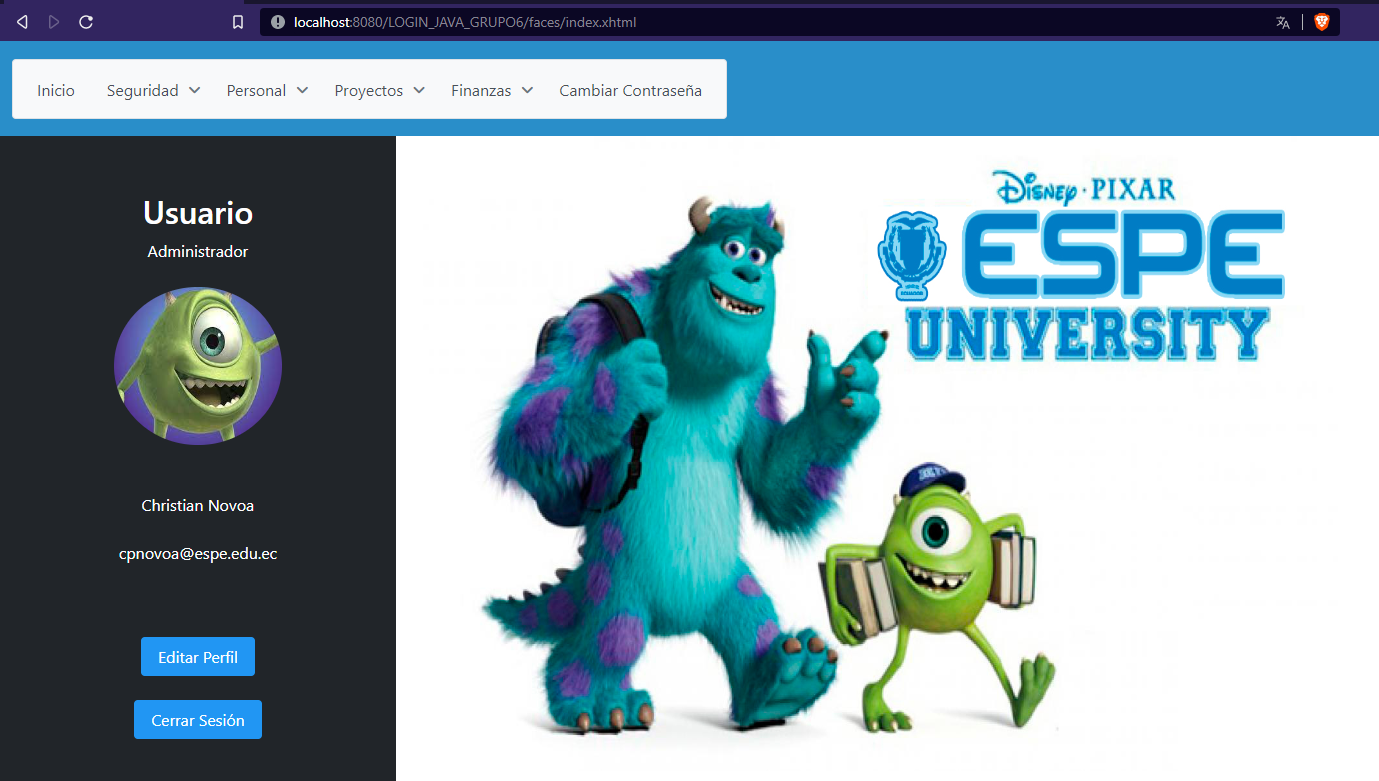 localhost:8080/LOGIN_JAVA_GRUPO6/faces/index.xhtml
Inicio Seguridad Personal Proyectos Finanzas Cambiar Contraseña
Usuario
Administrador
Christian Novoa
cpnovoa@espe.edu.ec
Editar Perfil
Cerrar Sesión
Disney · PIXAR
ESPE
UNIVERSITY